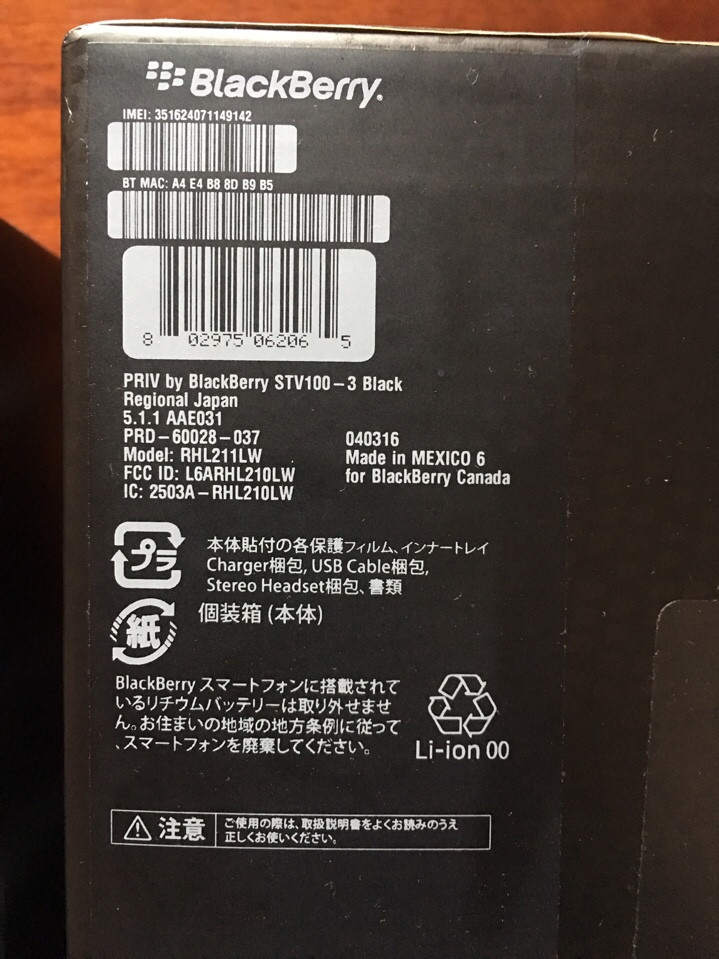 BlackBerry
IMEI: 351624071149142
BT MAC: A4 E4 B8 8D B9 B5
8 02975 06206 5
PRIV by BlackBerry STV100-3 Black
Regional Japan
5.1.1 AAE031
PRD-60028-037
Model: RHL211LW
FCC ID: L6ARHL210LW
IC: 2503A-RHL210LW
040316
Made in MEXICO 6
for BlackBerry Canada
プラ
本体貼付の各保護フィルム、インナートレイ
Charger梱包, USB Cable梱包,
Stereo Headset梱包、書類
紙
個装箱 (本体)
BlackBerry スマートフォンに搭載されて
いるリチウムバッテリーは取り外せませ
ん。お住まいの地域の地方条例に従って
、スマートフォンを廃棄してください。
Li-ion 00
注意
ご使用の際は、取扱説明書をよくお読みのうえ
正しくお使いください。